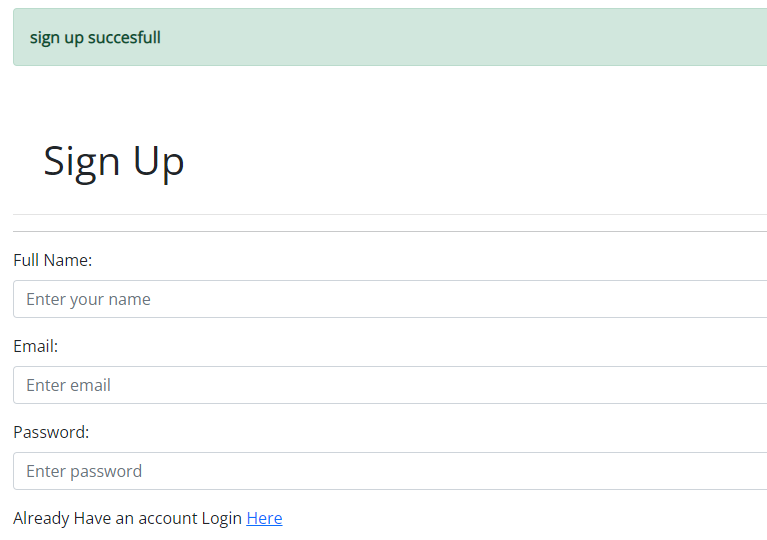 sign up succesfull
Sign Up
Full Name:
Enter your name
Email:
Enter email
Password:
Enter password
Already Have an account Login Here